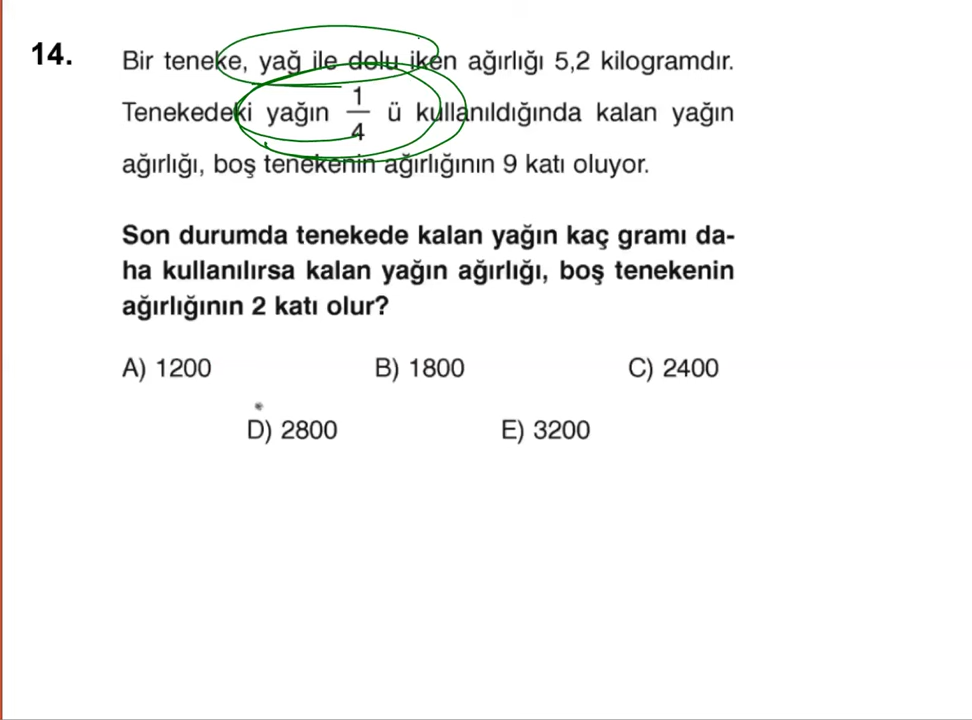 14.
Bir teneke, yağ ile dolu iken ağırlığı 5,2 kilogramdır.
Tenekedeki yağın 1/4 ü kullanıldığında kalan yağın
ağırlığı, boş tenekenin ağırlığının 9 katı oluyor.
Son durumda tenekede kalan yağın kaç gramı da-
ha kullanılırsa kalan yağın ağırlığı, boş tenekenin
ağırlığının 2 katı olur?
A) 1200 B) 1800 C) 2400
D) 2800 E) 3200